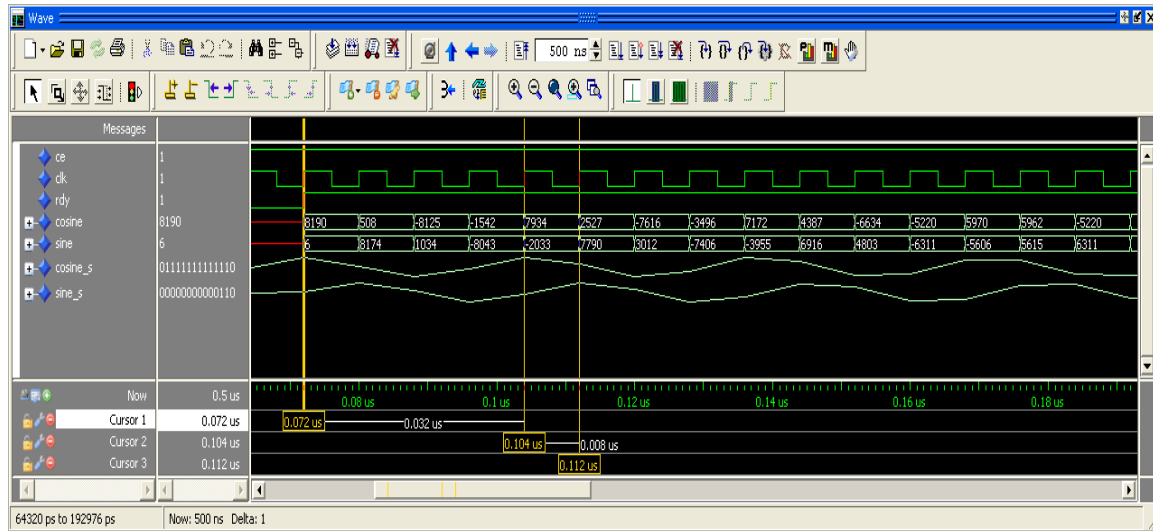 Wave
500 ns
Messages
ce 1
clk 1
rdy 1
cosine 8190 8190 508 -8125 -1542 7934 2527 -7616 -3496 7172 4387 -6634 -5220 5970 5962 -5220
sine 6 6 8174 1034 -8043 -2033 7790 3012 -7406 -3955 6916 4803 -6311 -5606 5615 6311
cosine_s 01111111111110
sine_s 00000000000110
Now 0.5 us 0.08 us 0.1 us 0.12 us 0.14 us 0.16 us 0.18 us
Cursor 1 0.072 us 0.072 us 0.032 us
Cursor 2 0.104 us 0.104 us 0.008 us
Cursor 3 0.112 us 0.112 us
64320 ps to 192976 ps Now: 500 ns Delta: 1